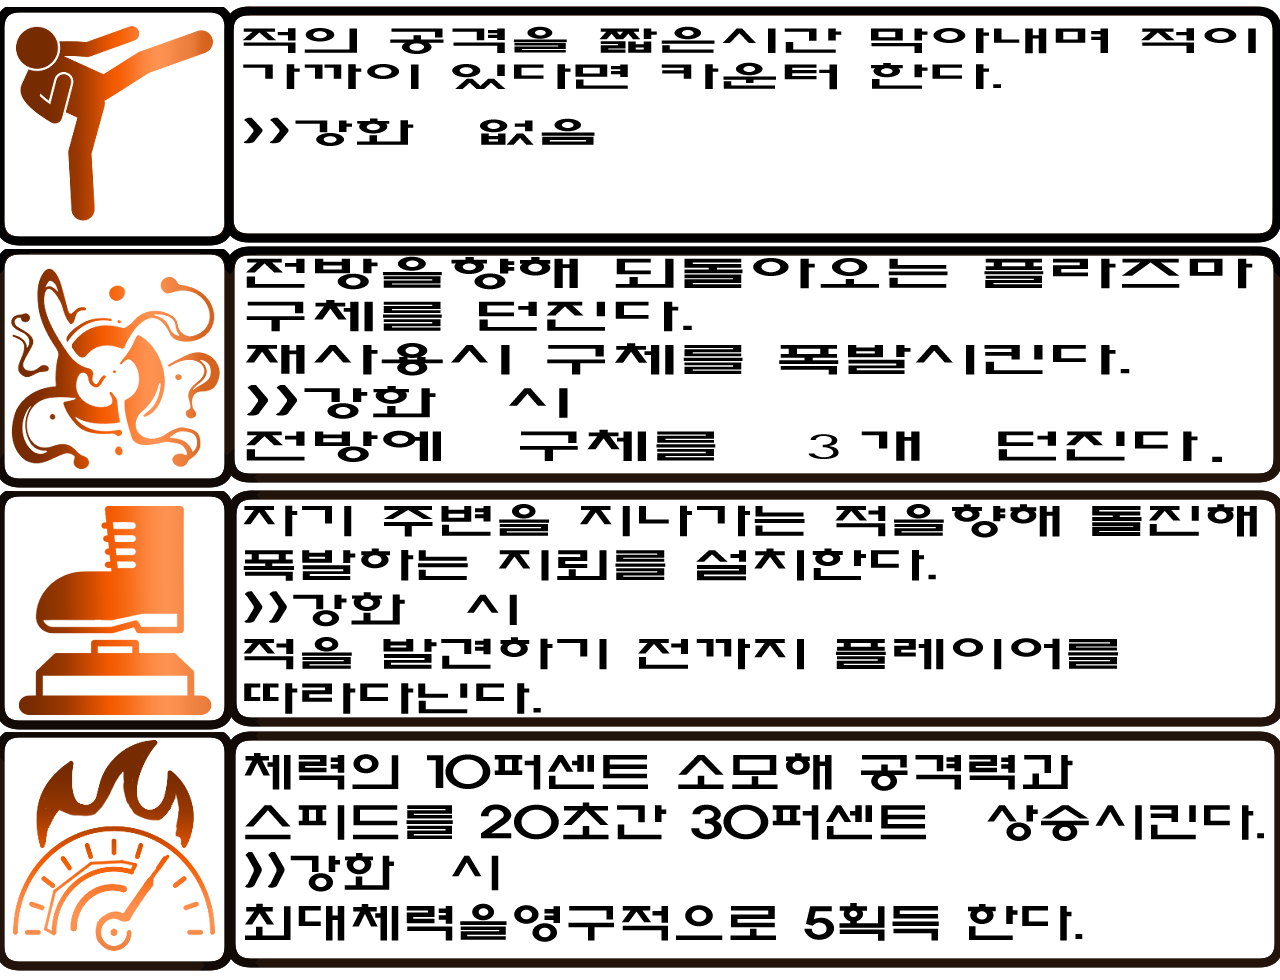 적의 공격을 짧은시간 막아내며 적이
가까이 있다면 카운터 한다.
>>강화 없음
전방을향해 되돌아오는 플라즈마
구체를 던진다.
재사용시 구체를 폭발시킨다.
>>강화 시
전방에 구체를 3개 던진다.
자기 주변을 지나가는 적을향해 돌진해
폭발하는 지뢰를 설치한다.
>>강화 시
적을 발견하기 전까지 플레이어를
따라다닌다.
체력의 10퍼센트 소모해 공격력과
스피드를 20초간 30퍼센트 상승시킨다.
>>강화 시
최대체력을영구적으로 5획득 한다.